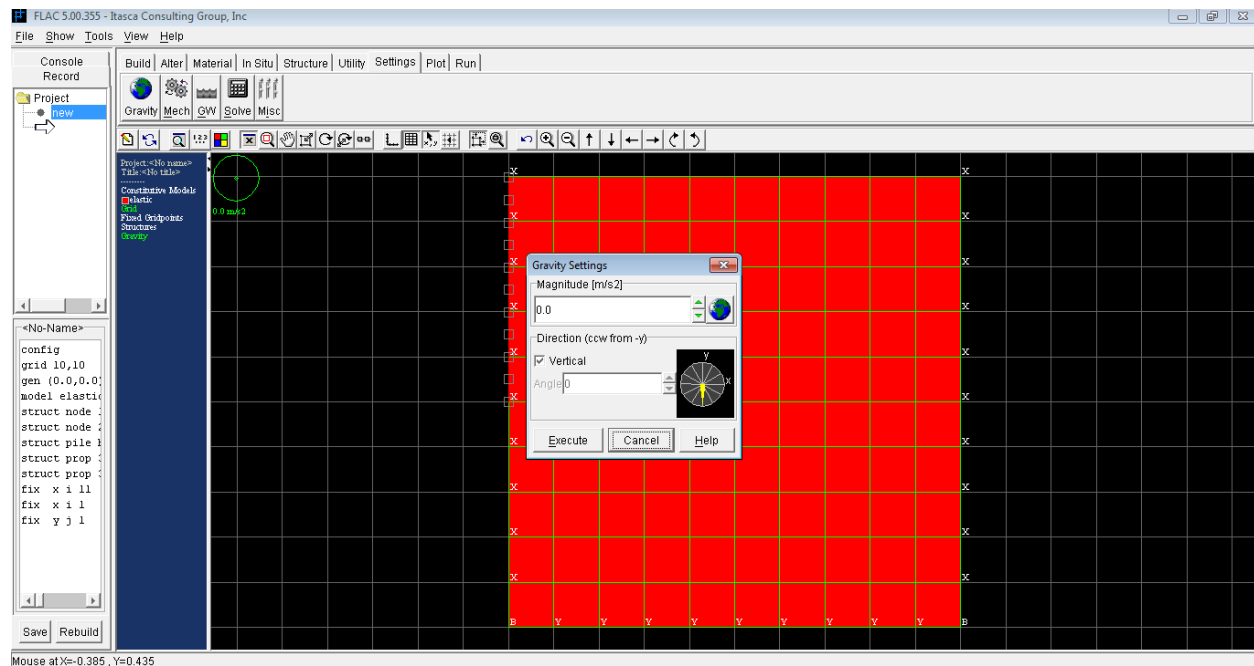 FLAC 5.00.355 - Itasca Consulting Group, Inc
File Show Tools View Help
Console
Record
Project
new
Build Alter Material In Situ Structure Utility Settings Plot Run
Gravity Mech GW Solve Misc
Project:<No name>
Title:<No title>
----------
Constitutive Models
elastic
Grid
Fixed Gridpoints
Structures
Gravity
0.0 m/s2
<No-Name>
config
grid 10,10
gen (0.0,0.0)
model elastic
struct node 1
struct node 2
struct pile
struct prop
struct prop
fix x i 11
fix x i 1
fix y j 1
Save Rebuild
Gravity Settings
Magnitude [m/s2]
0.0
Direction (ccw from -y)
Vertical
Angle 0
y
x
Execute Cancel Help
X X
X X
X X
X X
X X
X X
X X
X X
X X
X X
B Y Y Y Y Y Y Y Y Y B
Mouse at X=-0.385 , Y=0.435